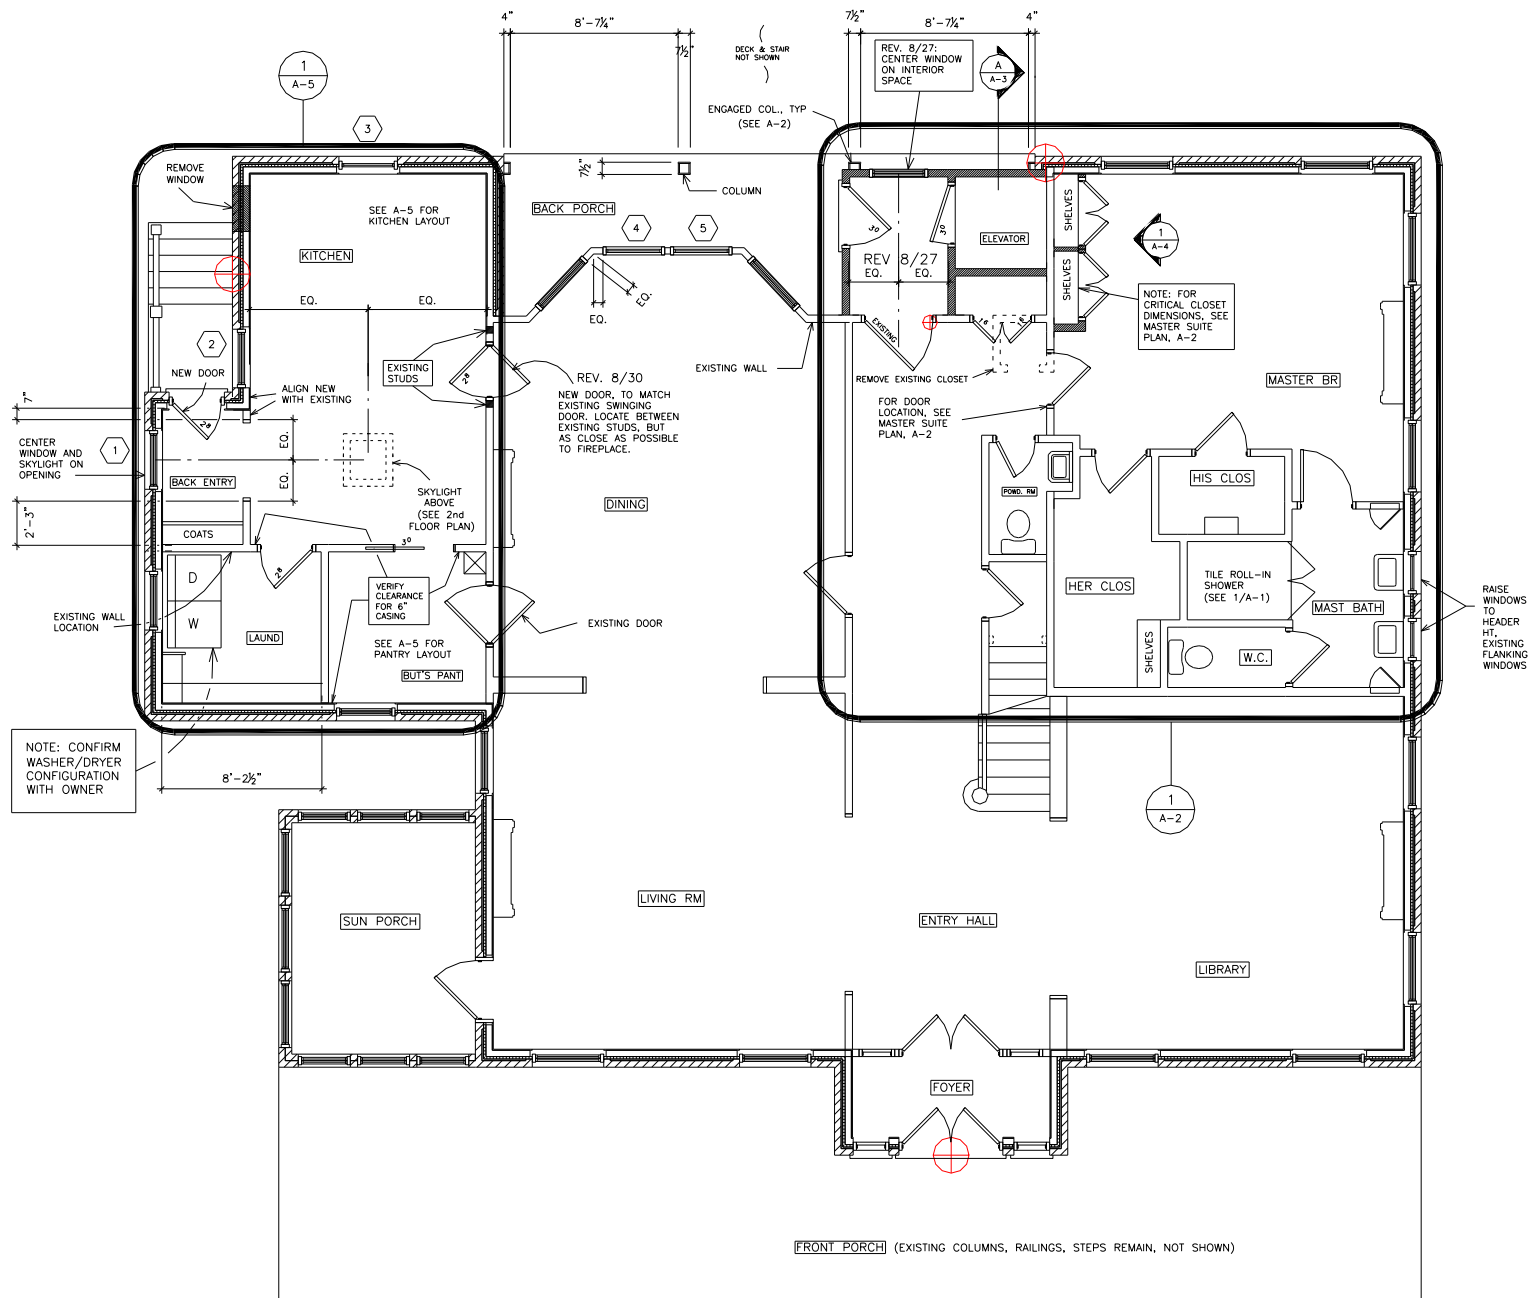 4"
8'-7¼"
7½"
DECK & STAIR
NOT SHOWN
7½"
8'-7¼"
4"
REV. 8/27:
CENTER WINDOW
ON INTERIOR
SPACE
A
A-3
1
A-5
ENGAGED COL., TYP
(SEE A-2)
3
REMOVE
WINDOW
7½"
COLUMN
SEE A-5 FOR
KITCHEN LAYOUT
BACK PORCH
KITCHEN
4
5
30
30
ELEVATOR
SHELVES
SHELVES
1
A-4
REV 8/27
EQ.
EQ.
EQ.
EQ.
EQ.
EQ.
NOTE: FOR
CRITICAL CLOSET
DIMENSIONS, SEE
MASTER SUITE
PLAN, A-2
EXISTING
16
18
2
NEW DOOR
EXISTING
STUDS
28
EXISTING WALL
REMOVE EXISTING CLOSET
MASTER BR
REV. 8/30
NEW DOOR, TO MATCH
EXISTING SWINGING
DOOR. LOCATE BETWEEN
EXISTING STUDS, BUT
AS CLOSE AS POSSIBLE
TO FIREPLACE.
ALIGN NEW
WITH EXISTING
7"
28
FOR DOOR
LOCATION, SEE
MASTER SUITE
PLAN, A-2
CENTER
WINDOW AND
SKYLIGHT ON
OPENING
1
EQ.
EQ.
BACK ENTRY
SKYLIGHT
ABOVE
(SEE 2nd
FLOOR PLAN)
DINING
POWD. RM
HIS CLOS
2'-3"
COATS
30
28
D
W
VERIFY
CLEARANCE
FOR 6"
CASING
HER CLOS
TILE ROLL-IN
SHOWER
(SEE 1/A-1)
MAST BATH
RAISE
WINDOWS
TO
HEADER
HT,
EXISTING
FLANKING
WINDOWS
EXISTING WALL
LOCATION
LAUND
SEE A-5 FOR
PANTRY LAYOUT
BUT'S PANT
EXISTING DOOR
SHELVES
W.C.
NOTE: CONFIRM
WASHER/DRYER
CONFIGURATION
WITH OWNER
8'-2½"
1
A-2
SUN PORCH
LIVING RM
ENTRY HALL
LIBRARY
FOYER
FRONT PORCH (EXISTING COLUMNS, RAILINGS, STEPS REMAIN, NOT SHOWN)